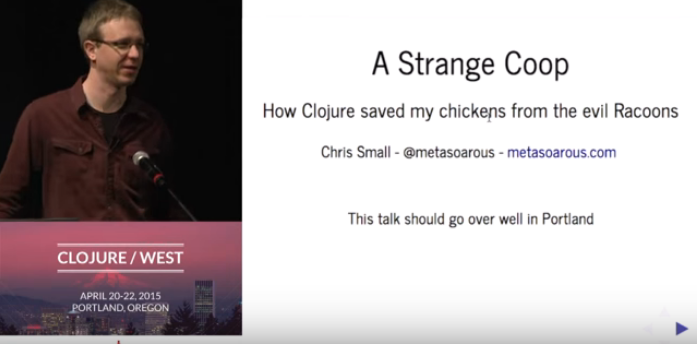 A Strange Coop
How Clojure saved my chickens from the evil Racoons
Chris Small - @metasoarous - metasoarous.com
This talk should go over well in Portland
CLOJURE / WEST
APRIL 20-22, 2015
PORTLAND, OREGON